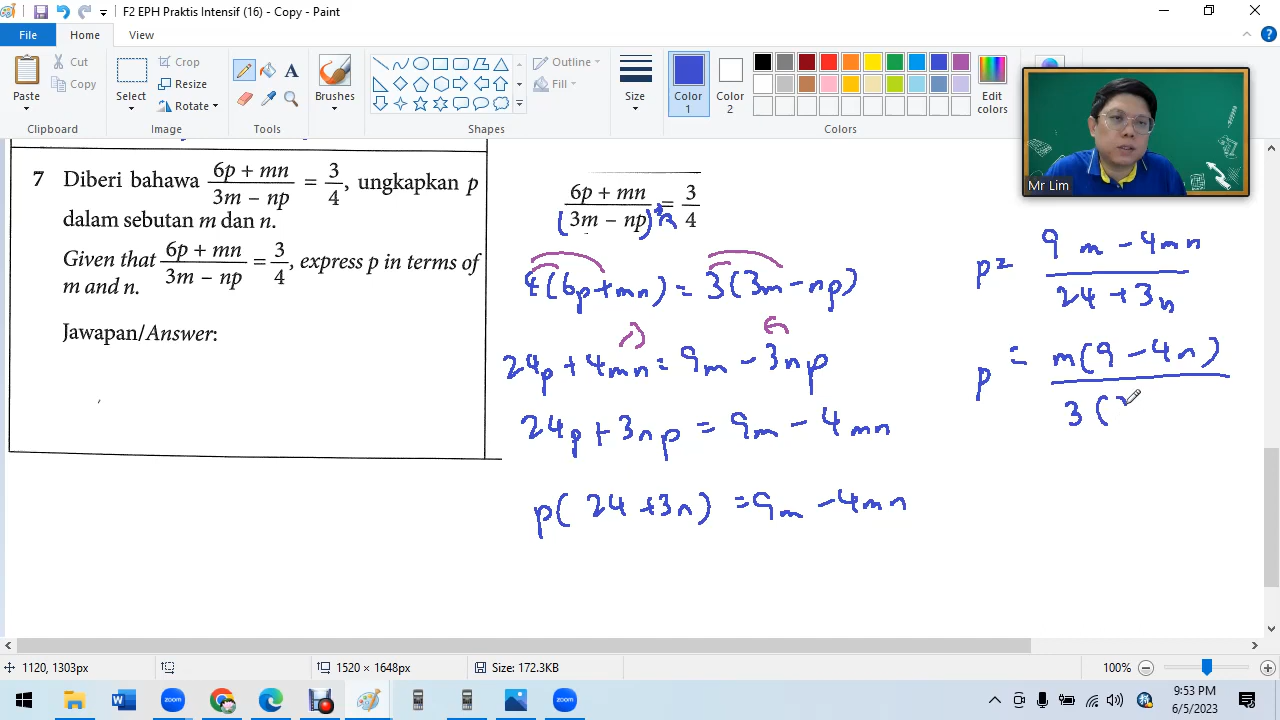 F2 EPH Praktis Intensif (16) - Copy - Paint
File Home View
Paste Cut Copy Clipboard
Select Crop Resize Rotate Image
Tools
Brushes
Outline Fill Shapes
Size
Color 1 Color 2 Edit colors Colors
Mr Lim
7 Diberi bahawa (6p + mn)/(3m – np) = 3/4, ungkapkan p
dalam sebutan m dan n.
Given that (6p + mn)/(3m – np) = 3/4, express p in terms of
m and n.
Jawapan/Answer:
(6p + mn)/(3m – np) = 3/4
4(6p+mn) = 3(3m-np)
24p+4mn = 9m-3np
24p+3np = 9m-4mn
p(24+3n) = 9m-4mn
p = (9m-4mn)/(24+3n)
p = m(9-4n)
3(
1120, 1303px 1520 × 1648px Size: 172.3KB 100%
9:53 PM
6/5/2023